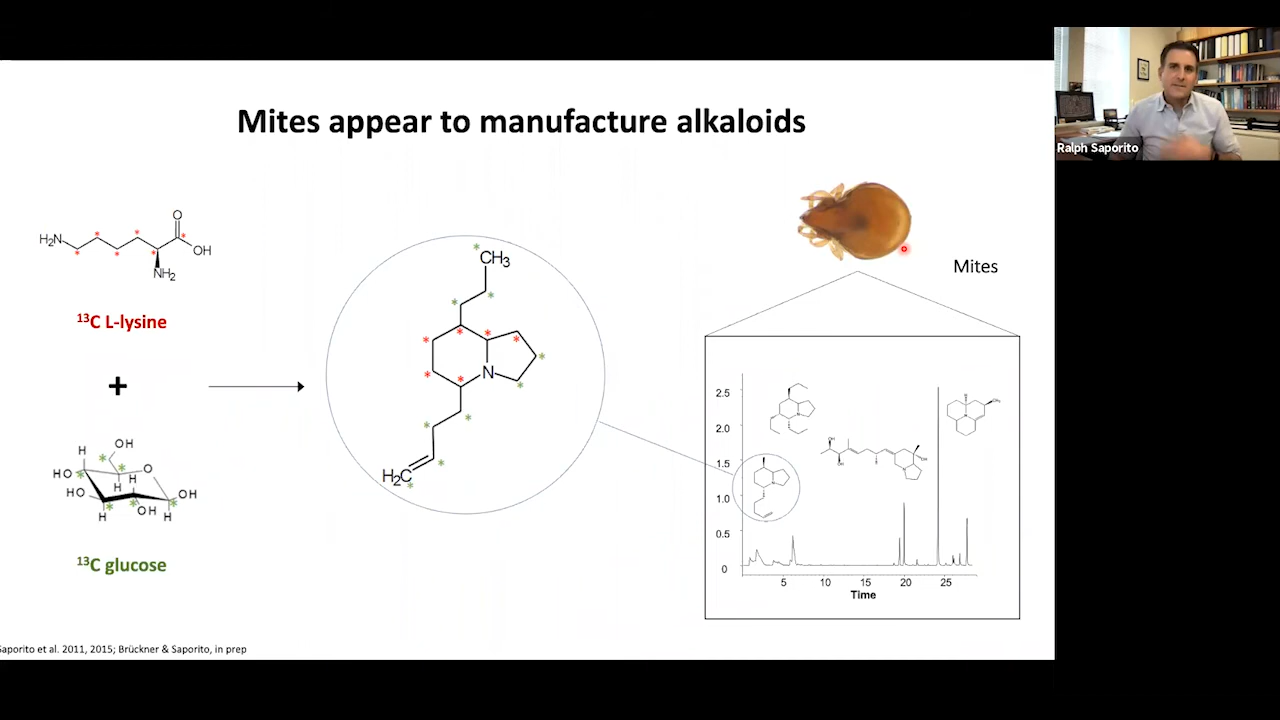 Mites appear to manufacture alkaloids
Ralph Saporito
H₂N
O
OH
NH₂
¹³C L-lysine
+
OH
H
HO
O
H
H
HO
OH
H
OH
H
¹³C glucose
CH₃
N
H₂C
Mites
2.5
2.0
1.5
1.0
0.5
0
5
10
15
20
25
Time
Saporito et al. 2011, 2015; Brückner & Saporito, in prep